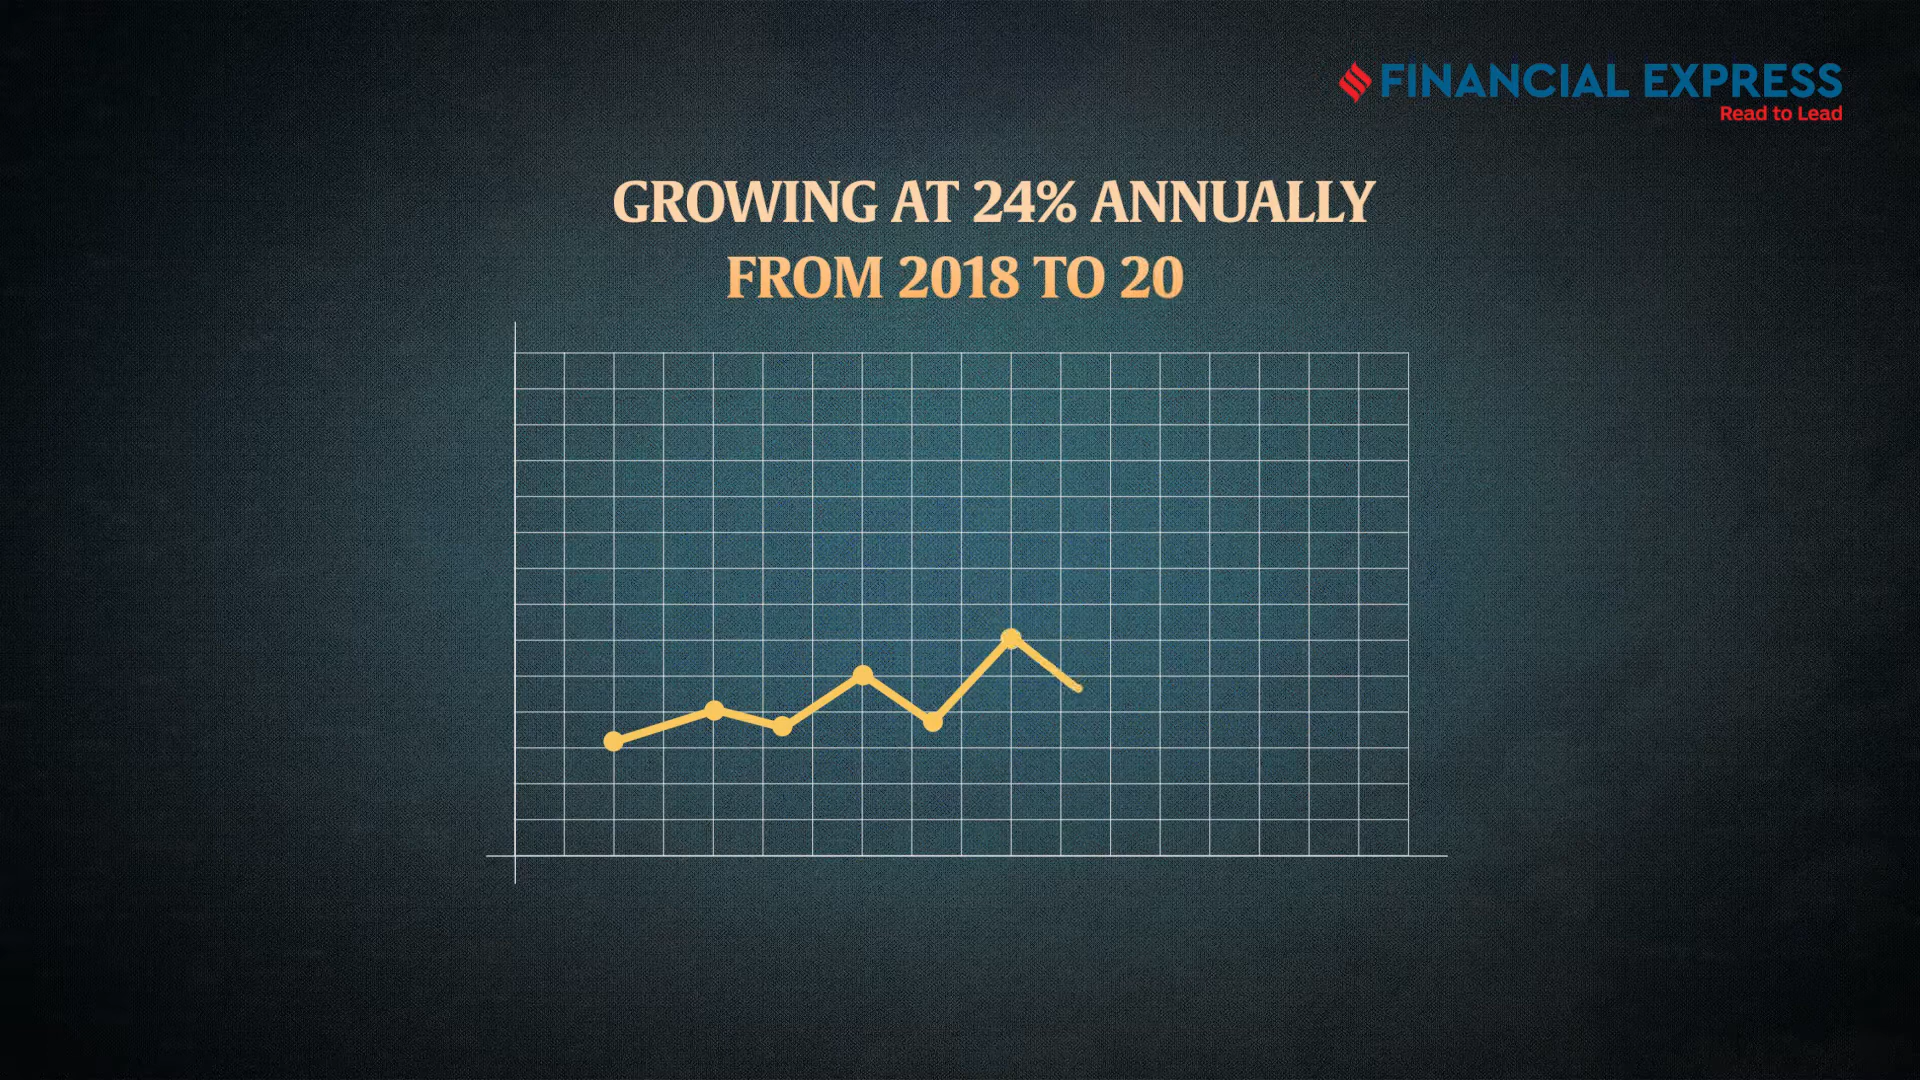 FINANCIAL EXPRESS
Read to Lead
GROWING AT 24% ANNUALLY
FROM 2018 TO 20